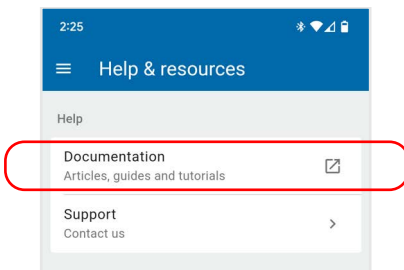 2:25
Help & resources
Help
Documentation
Articles, guides and tutorials
Support
Contact us